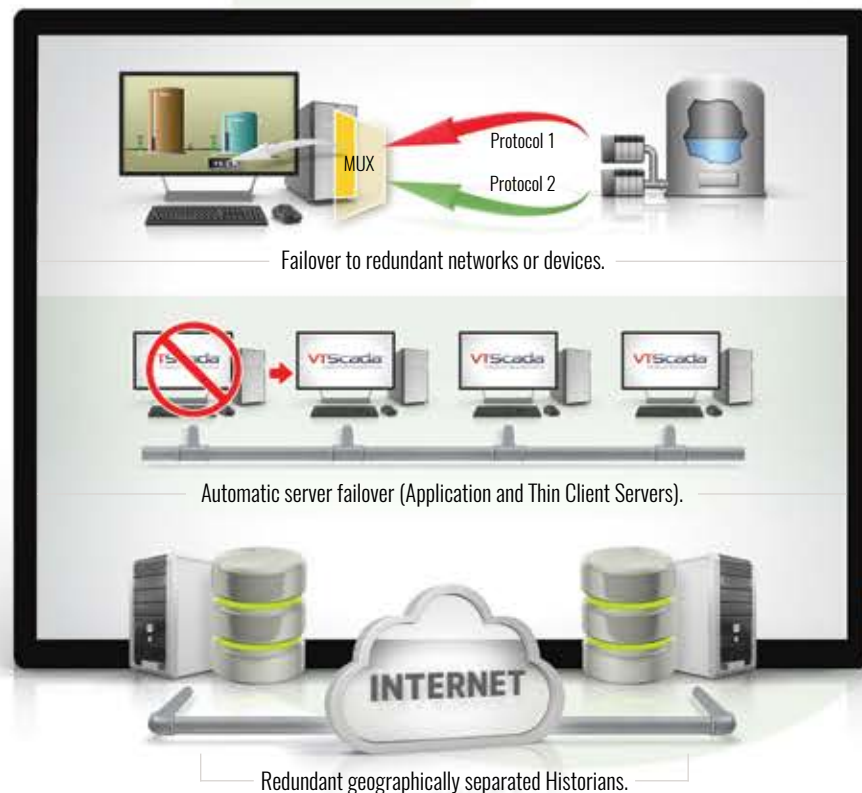 Protocol 1
MUX
Protocol 2
Failover to redundant networks or devices.
TScada
VTScada
VTScada
VTScada
Automatic server failover (Application and Thin Client Servers).
INTERNET
Redundant geographically separated Historians.